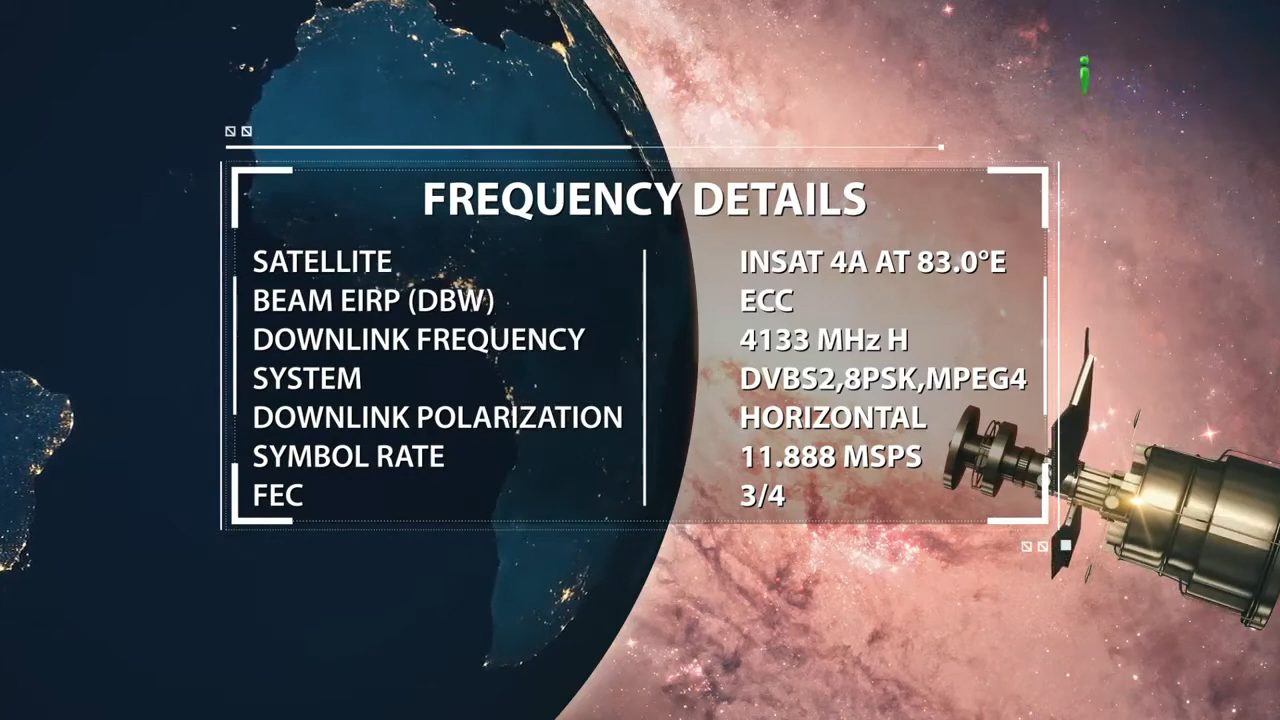 FREQUENCY DETAILS
SATELLITE INSAT 4A AT 83.0°E
BEAM EIRP (DBW) ECC
DOWNLINK FREQUENCY 4133 MHz H
SYSTEM DVBS2,8PSK,MPEG4
DOWNLINK POLARIZATION HORIZONTAL
SYMBOL RATE 11.888 MSPS
FEC 3/4